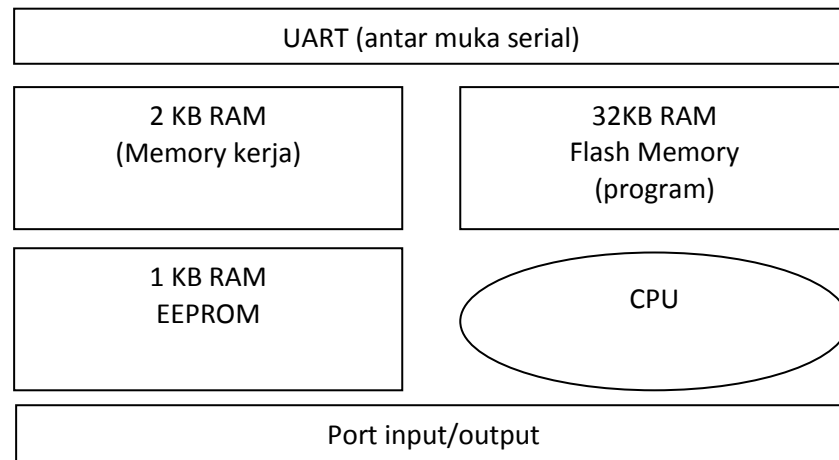 UART (antar muka serial)
2 KB RAM
(Memory kerja)
32KB RAM
Flash Memory
(program)
1 KB RAM
EEPROM
CPU
Port input/output